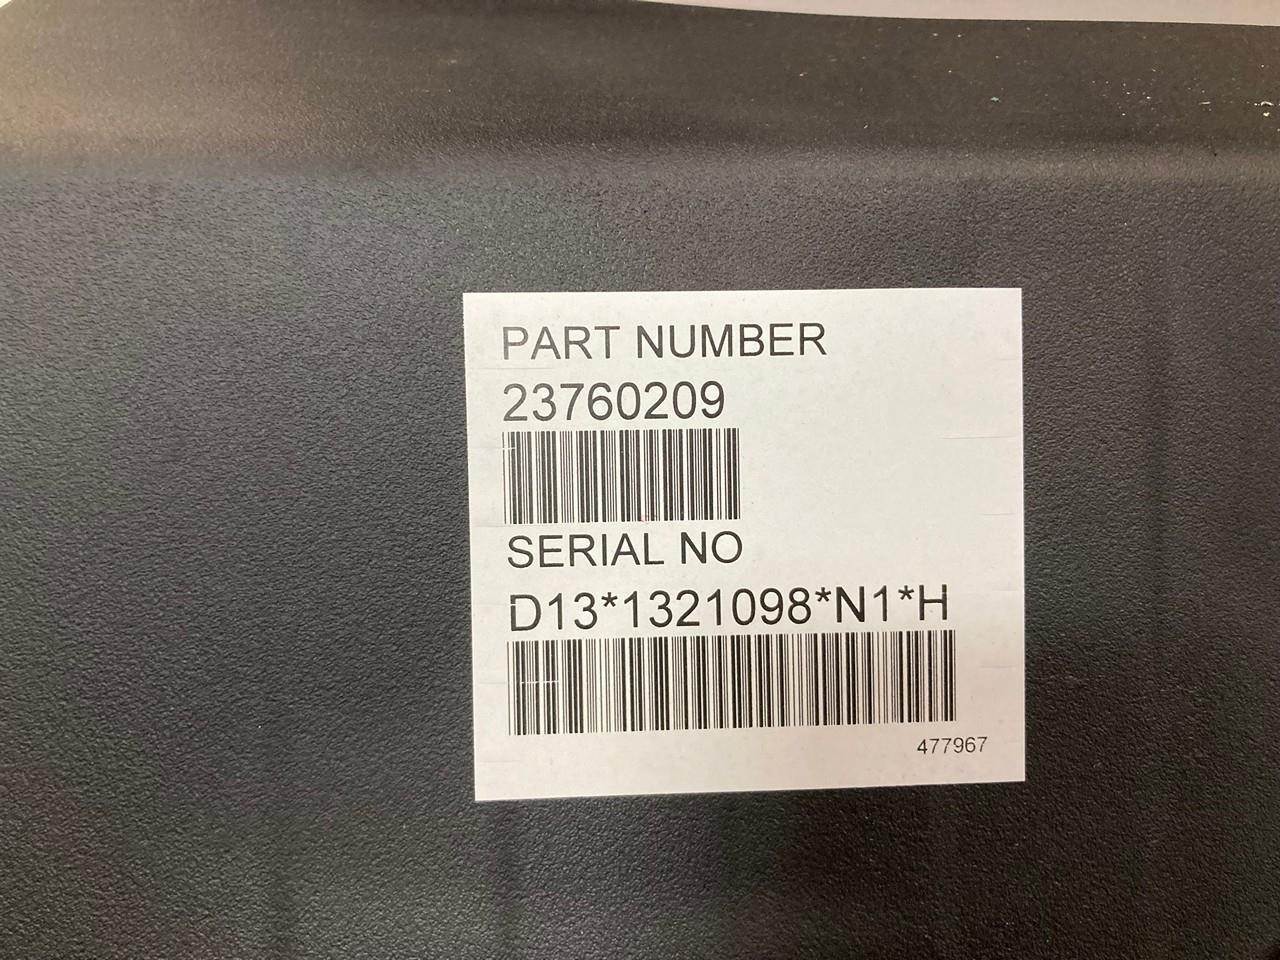 PART NUMBER
23760209
SERIAL NO
D13*1321098*N1*H
477967